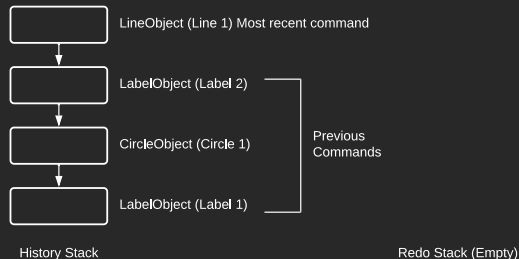 LineObject (Line 1) Most recent command
LabelObject (Label 2)
Previous
Commands
CircleObject (Circle 1)
LabelObject (Label 1)
History Stack
Redo Stack (Empty)